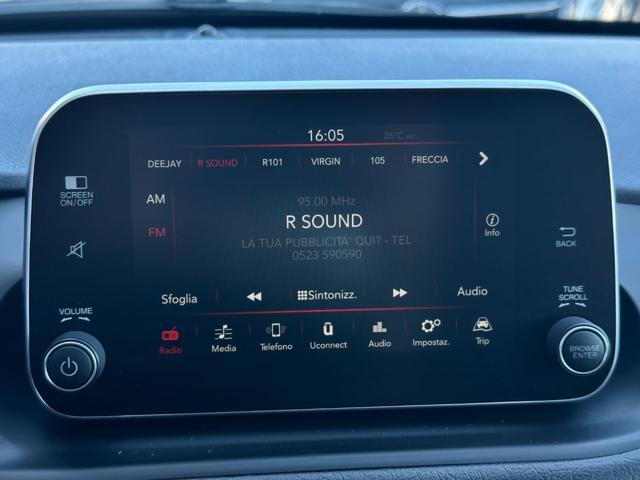 16:05
26°C est.
DEEJAY R SOUND R101 VIRGIN 105 FRECCIA
SCREEN
ON/OFF
AM
95.00 MHz
R SOUND
FM
LA TUA PUBBLICITA' QUI? - TEL
0523 590590
Info
BACK
Sfoglia
Sintonizz.
Audio
VOLUME
TUNE
SCROLL
Radio Media Telefono Uconnect Audio Impostaz. Trip
BROWSE
ENTER